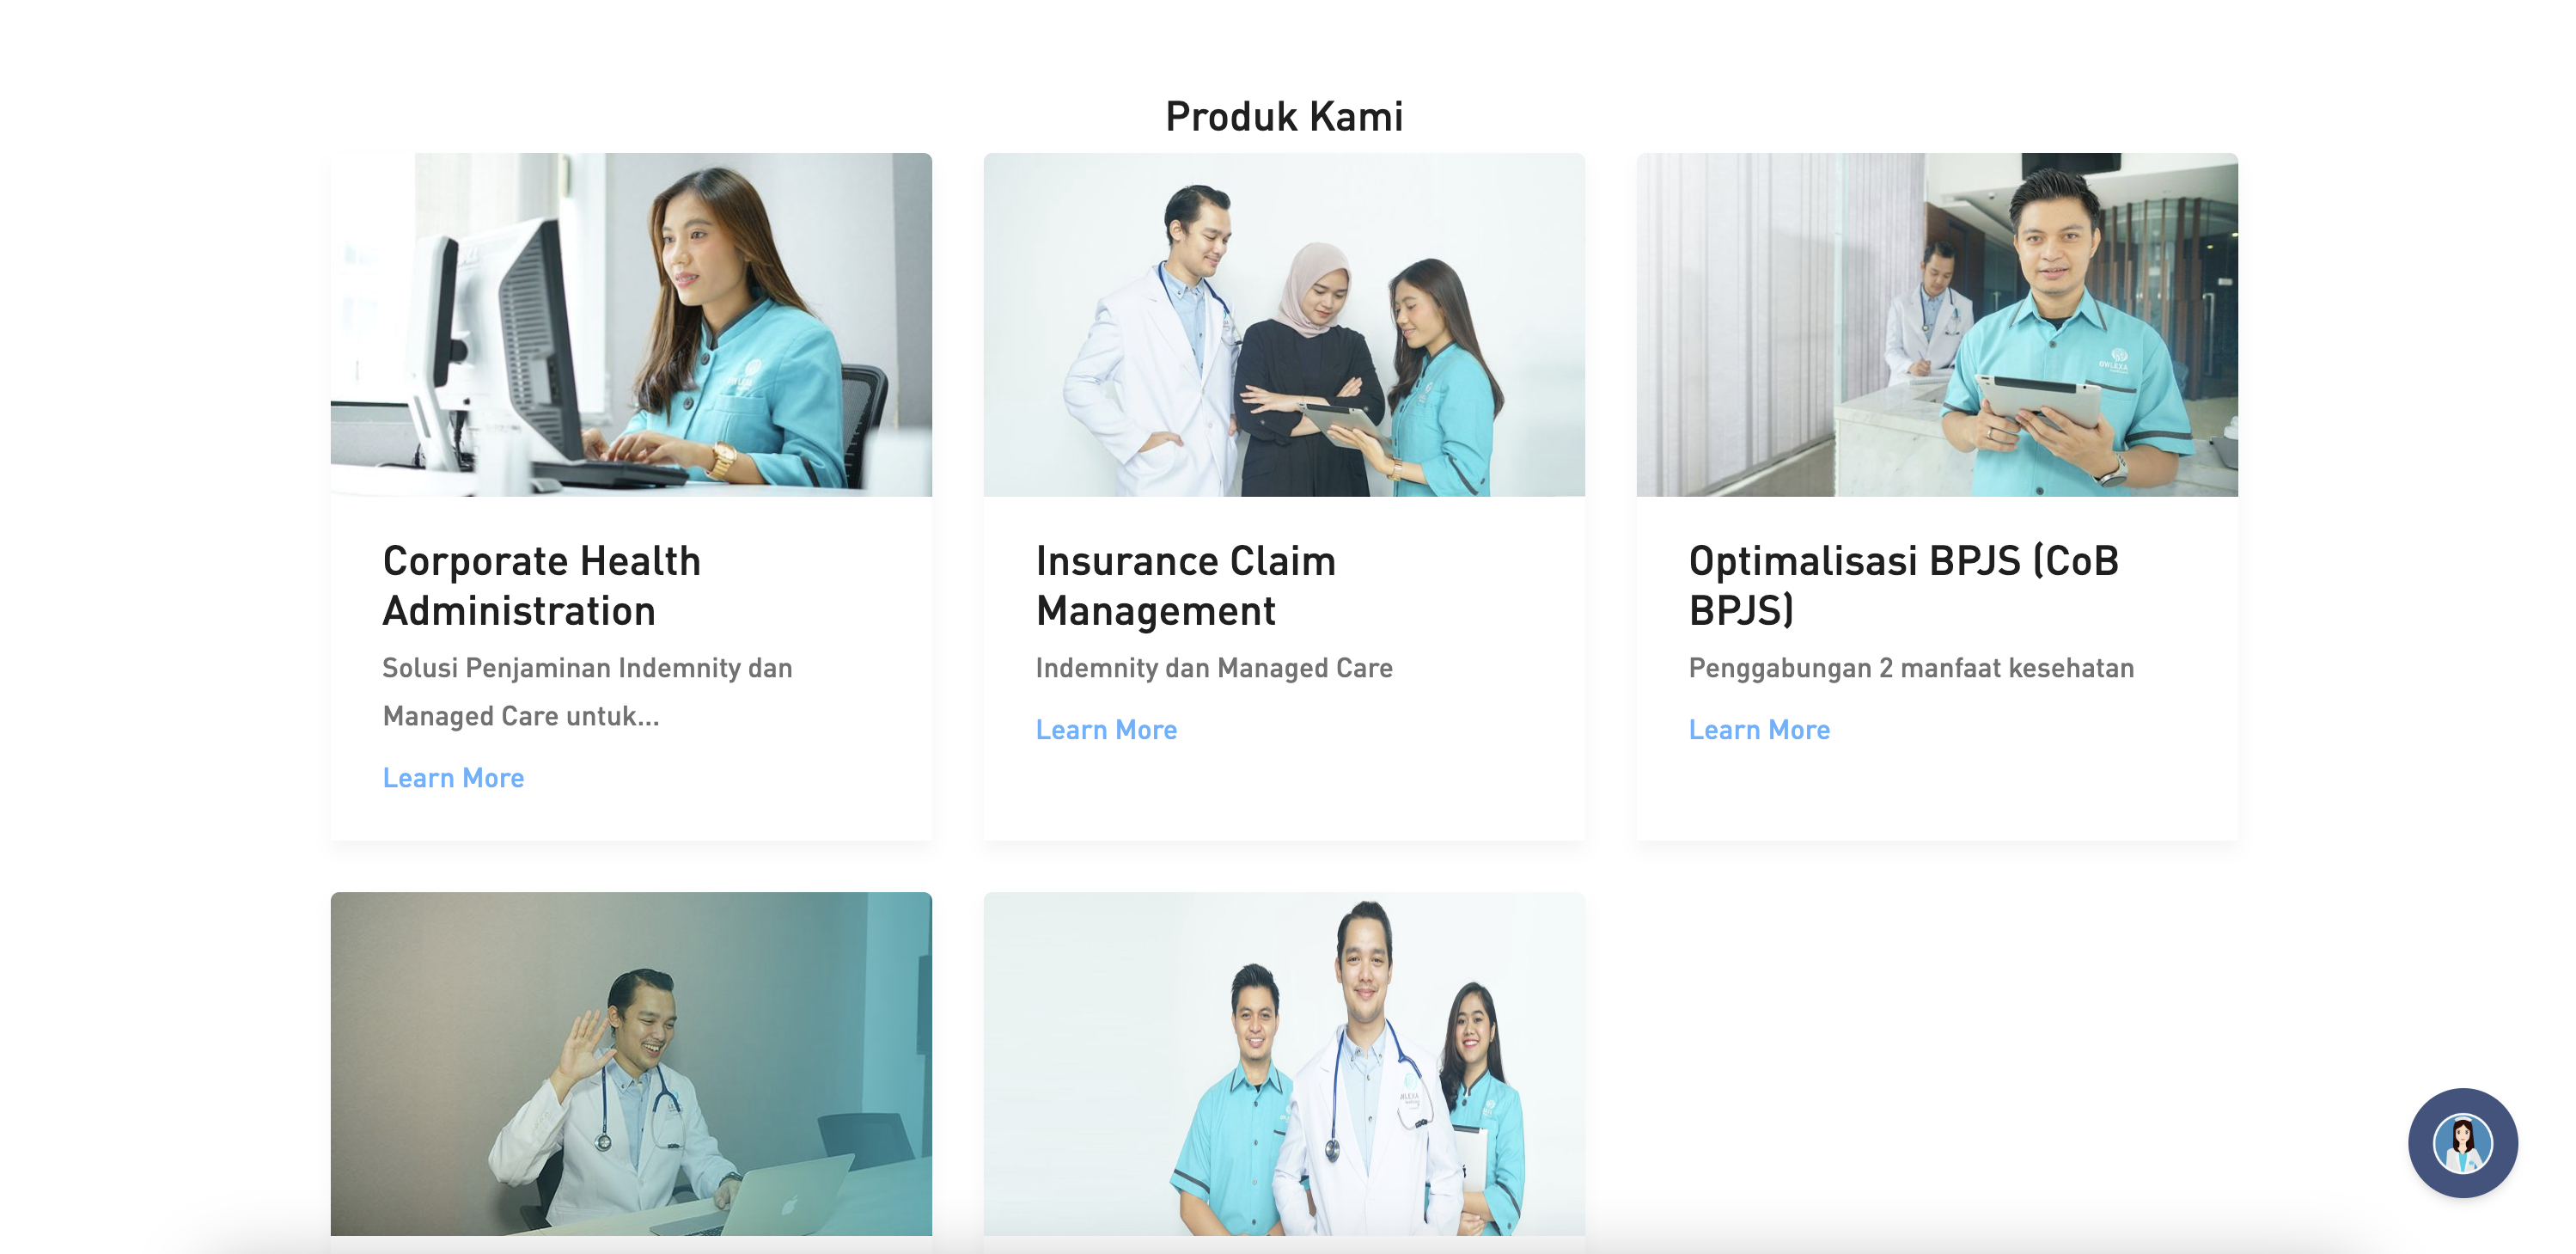 Produk Kami
Corporate Health
Administration
Solusi Penjaminan Indemnity dan
Managed Care untuk...
Learn More
Insurance Claim
Management
Indemnity dan Managed Care
Learn More
OWLEXA
Optimalisasi BPJS (CoB
BPJS)
Penggabungan 2 manfaat kesehatan
Learn More